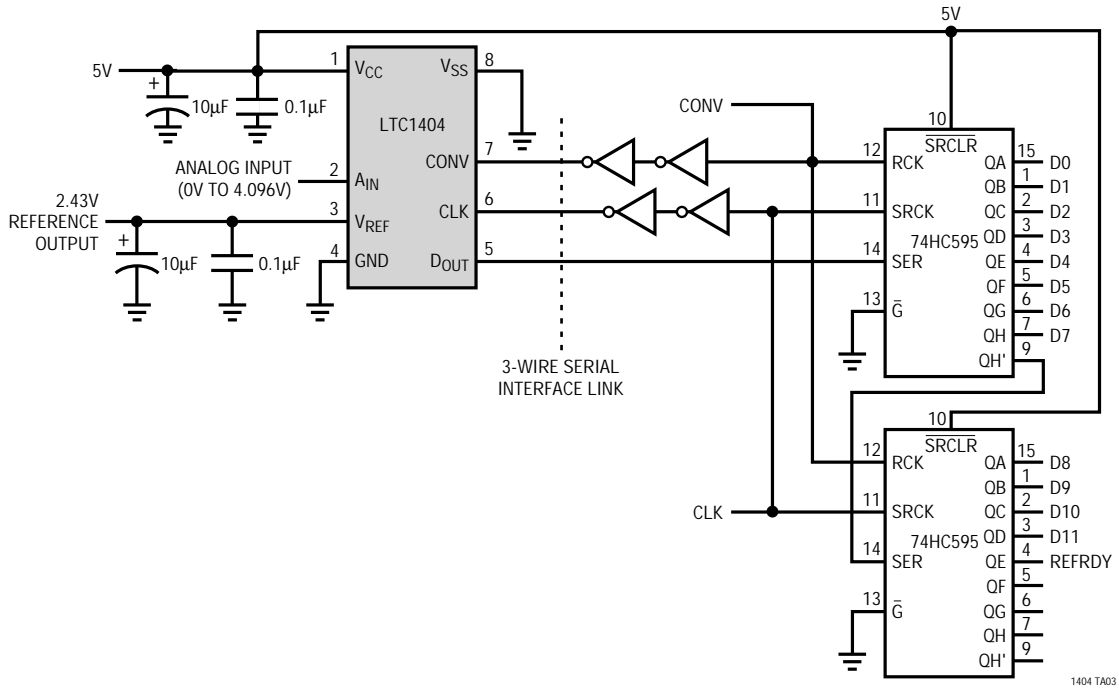 5V
5V
1
VCC
VSS
8
+
10µF
0.1µF
LTC1404
CONV
10
SRCLR
ANALOG INPUT
(0V TO 4.096V)
2
AIN
CONV
7
12
RCK
QA
15
D0
QB
1
D1
2.43V
REFERENCE
OUTPUT
3
VREF
CLK
6
11
SRCK
QC
2
D2
74HC595
QD
3
D3
+
10µF
0.1µF
4
GND
DOUT
5
14
SER
QE
4
D4
QF
5
D5
13
G
QG
6
D6
QH
7
D7
QH'
9
3-WIRE SERIAL
INTERFACE LINK
10
SRCLR
12
RCK
QA
15
D8
QB
1
D9
CLK
11
SRCK
QC
2
D10
74HC595
QD
3
D11
14
SER
QE
4
REFRDY
QF
5
13
G
QG
6
QH
7
QH'
9
1404 TA03